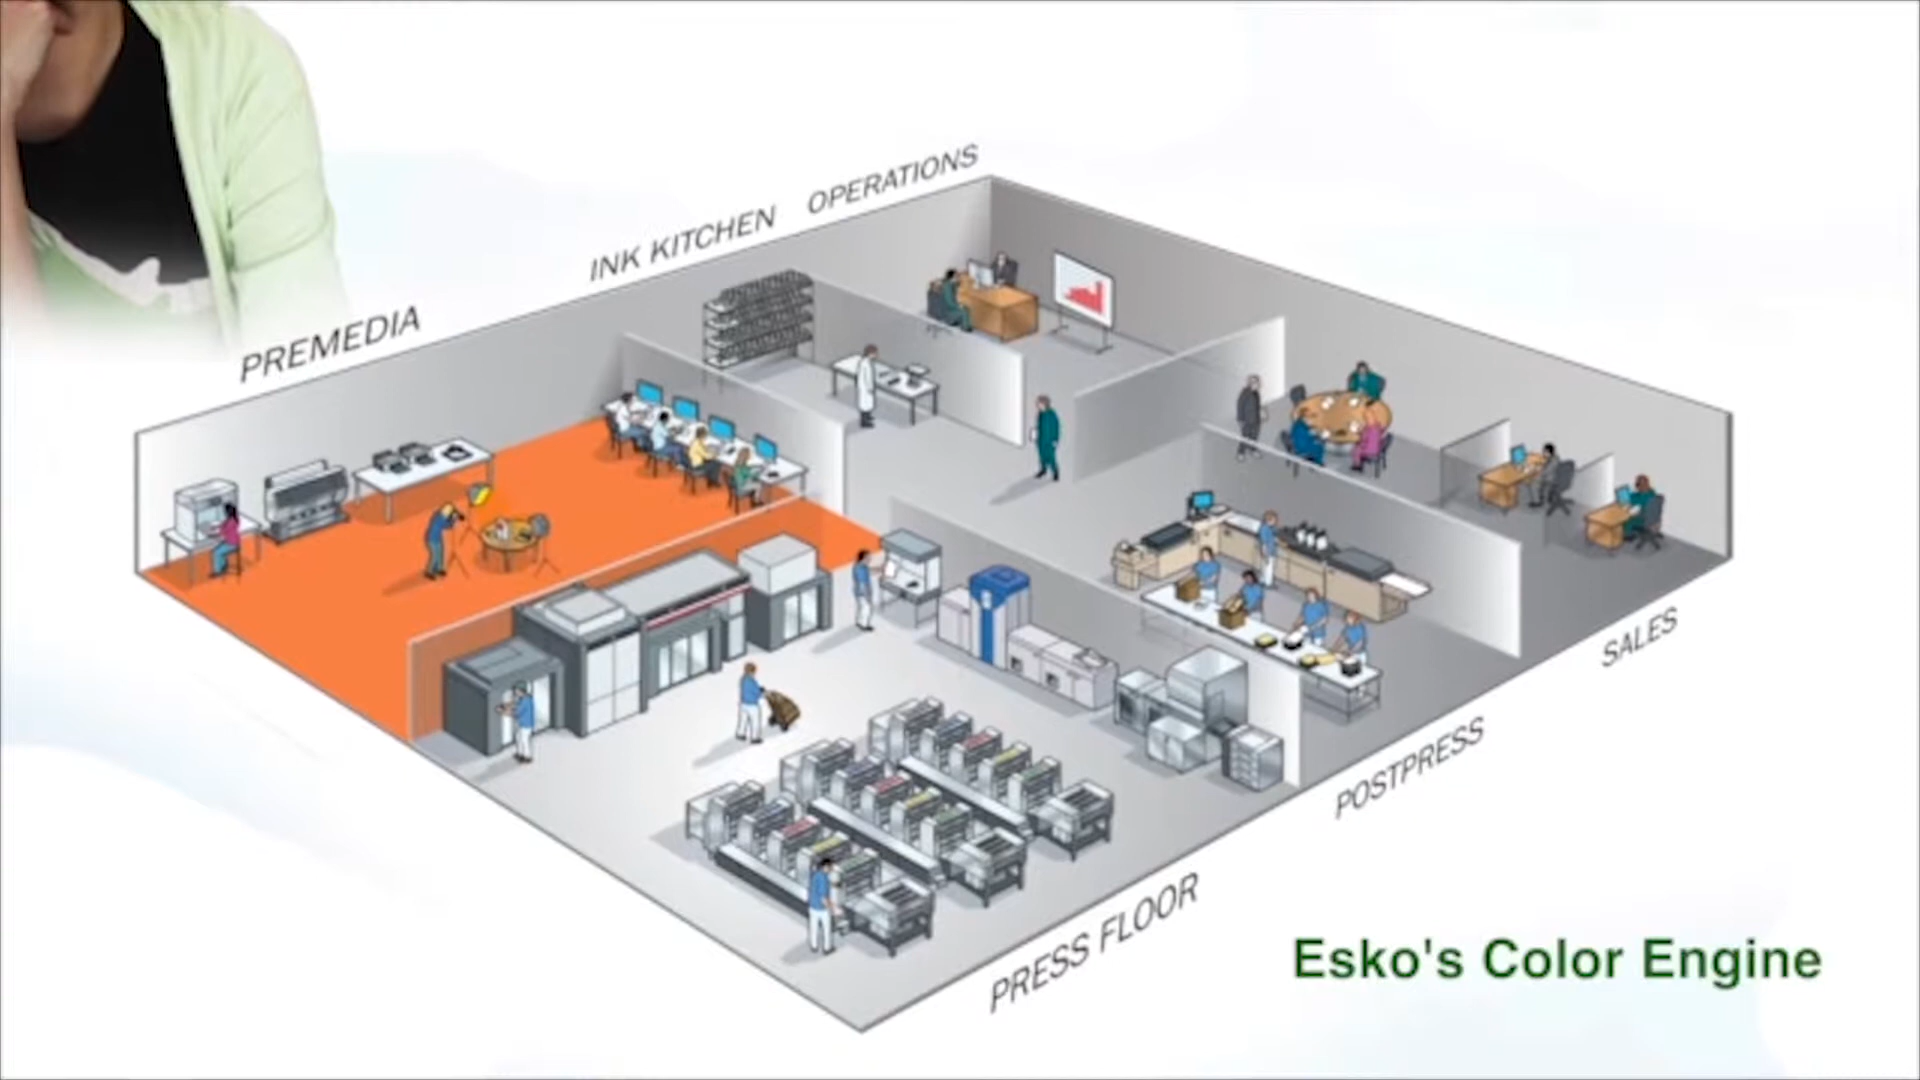 PREMEDIA
INK KITCHEN
OPERATIONS
SALES
POSTPRESS
PRESS FLOOR
Esko's Color Engine